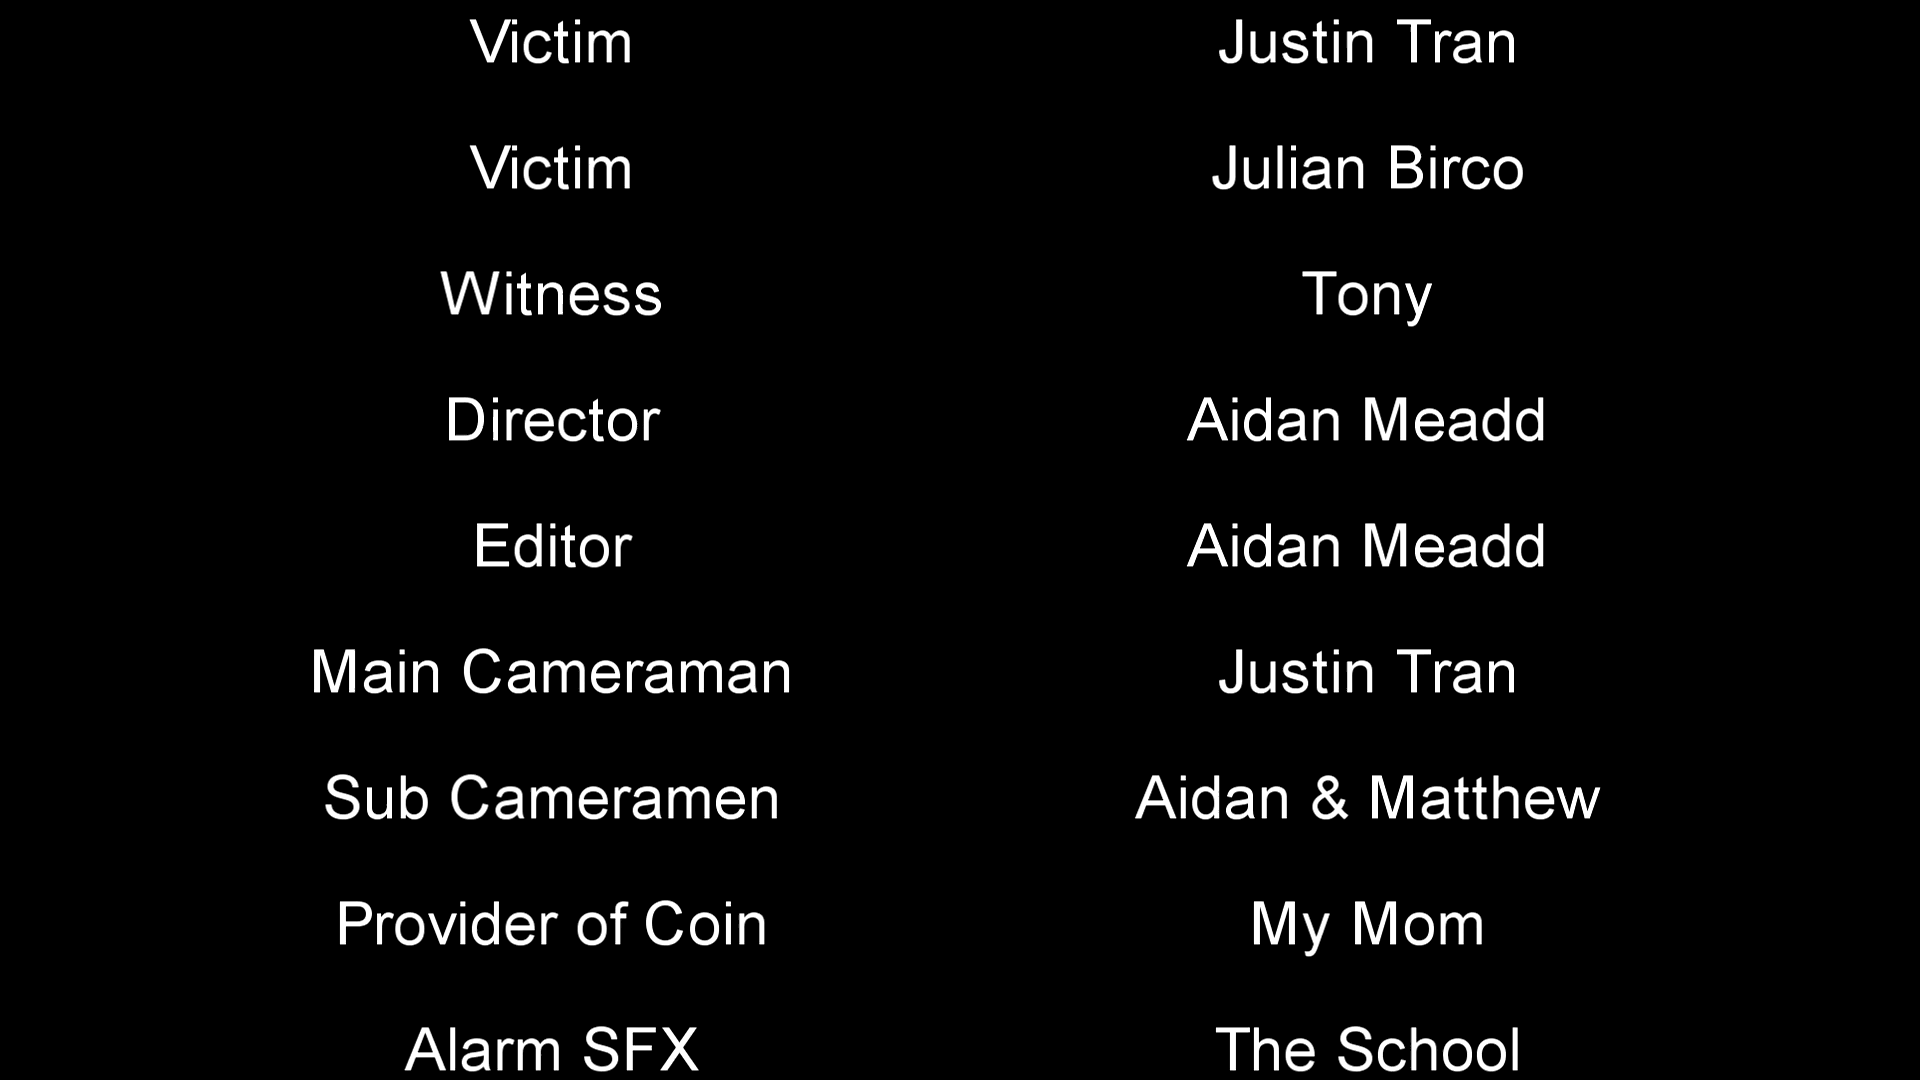 Victim Justin Tran
Victim Julian Birco
Witness Tony
Director Aidan Meadd
Editor Aidan Meadd
Main Cameraman Justin Tran
Sub Cameramen Aidan & Matthew
Provider of Coin My Mom
Alarm SFX The School